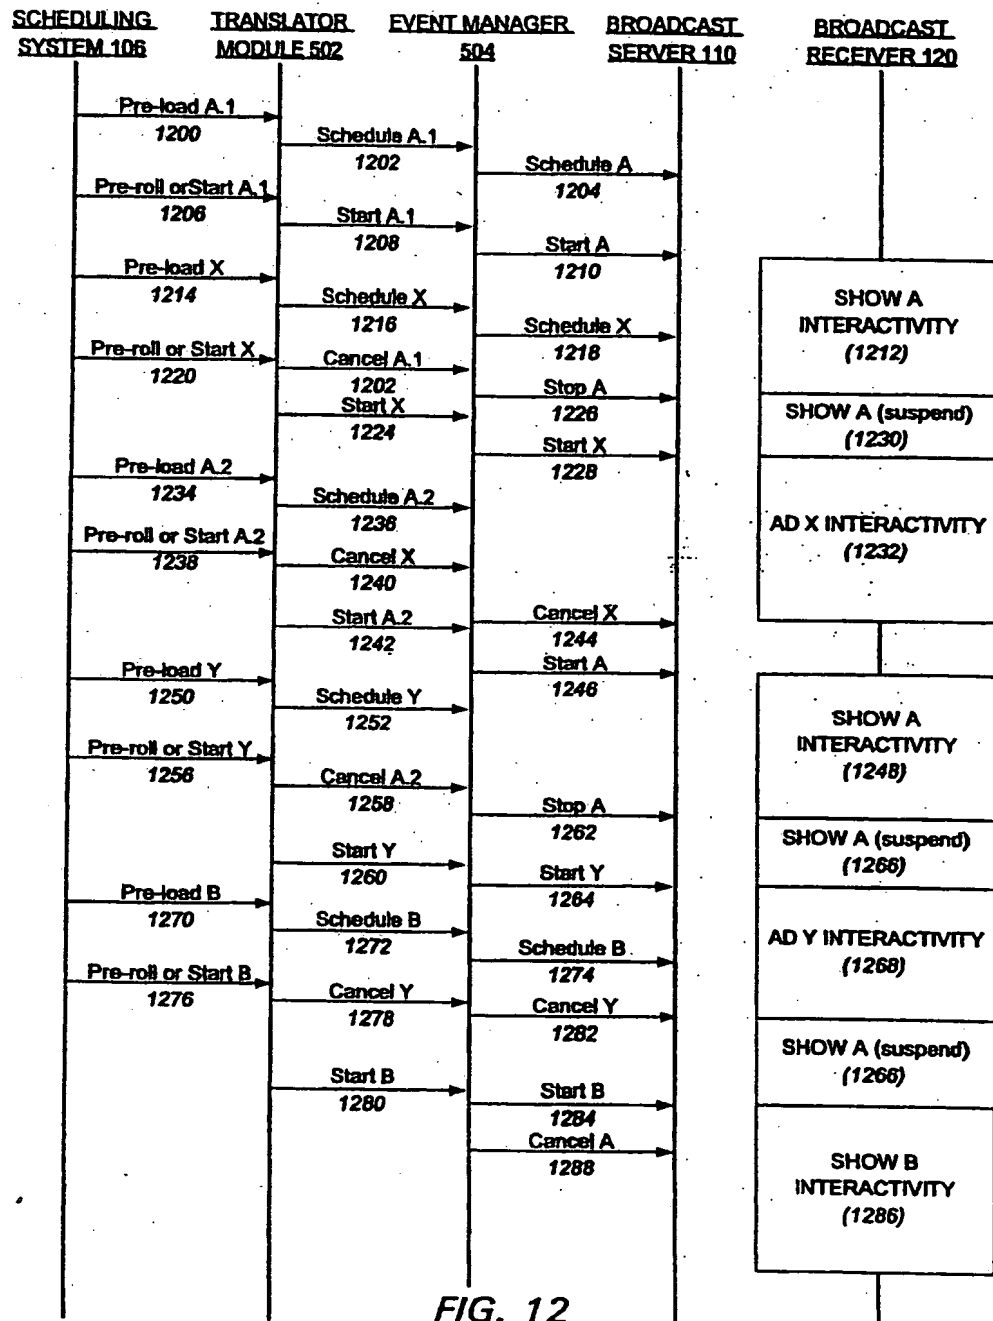 SCHEDULING
SYSTEM 106
TRANSLATOR
MODULE 502
EVENT MANAGER
504
BROADCAST
SERVER 110
BROADCAST
RECEIVER 120
Pre-load A.1
1200
Schedule A.1
1202
Schedule A
1204
Pre-roll orStart A.1
1206
Start A.1
1208
Start A
1210
Pre-load X
1214
Schedule X
1216
Schedule X
1218
SHOW A
INTERACTIVITY
(1212)
Pre-roll or Start X
1220
Cancel A.1
1202
Stop A
1226
Start X
1224
SHOW A (suspend)
(1230)
Start X
1228
Pre-load A.2
1234
Schedule A.2
1236
AD X INTERACTIVITY
(1232)
Pre-roll or Start A.2
1238
Cancel X
1240
Start A.2
1242
Cancel X
1244
Start A
1246
Pre-load Y
1250
Schedule Y
1252
SHOW A
INTERACTIVITY
(1248)
Pre-roll or Start Y
1256
Cancel A.2
1258
Stop A
1262
SHOW A (suspend)
(1266)
Start Y
1260
Start Y
1264
Pre-load B
1270
Schedule B
1272
Schedule B
1274
AD Y INTERACTIVITY
(1268)
Pre-roll or Start B
1276
Cancel Y
1278
Cancel Y
1282
SHOW A (suspend)
(1266)
Start B
1280
Start B
1284
Cancel A
1288
SHOW B
INTERACTIVITY
(1286)
FIG. 12